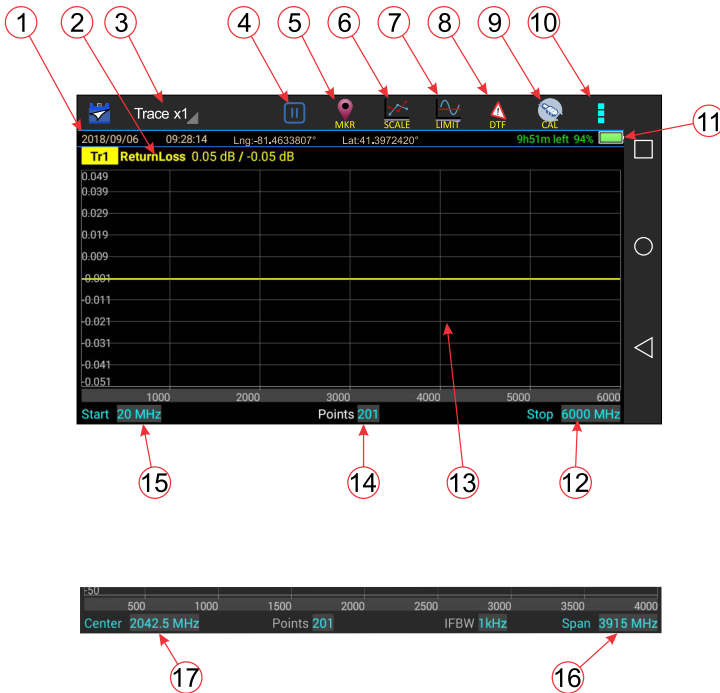 1 2 3 4 5 6 7 8 9 10
Trace x1 MKR SCALE LIMIT DTF CAL
11
2018/09/06 09:28:14 Lng:-81.4633807° Lat:41.3972420° 9h51m left 94%
Tr1 ReturnLoss 0.05 dB / -0.05 dB
0.049
0.039
0.029
0.019
0.009
-0.001
-0.011
-0.021
-0.031
-0.041
-0.051
1000 2000 3000 4000 5000 6000
Start 20 MHz Points 201 Stop 6000 MHz
15 14 13 12
-50
500 1000 1500 2000 2500 3000 3500 4000
Center 2042.5 MHz Points 201 IFBW 1kHz Span 3915 MHz
17 16